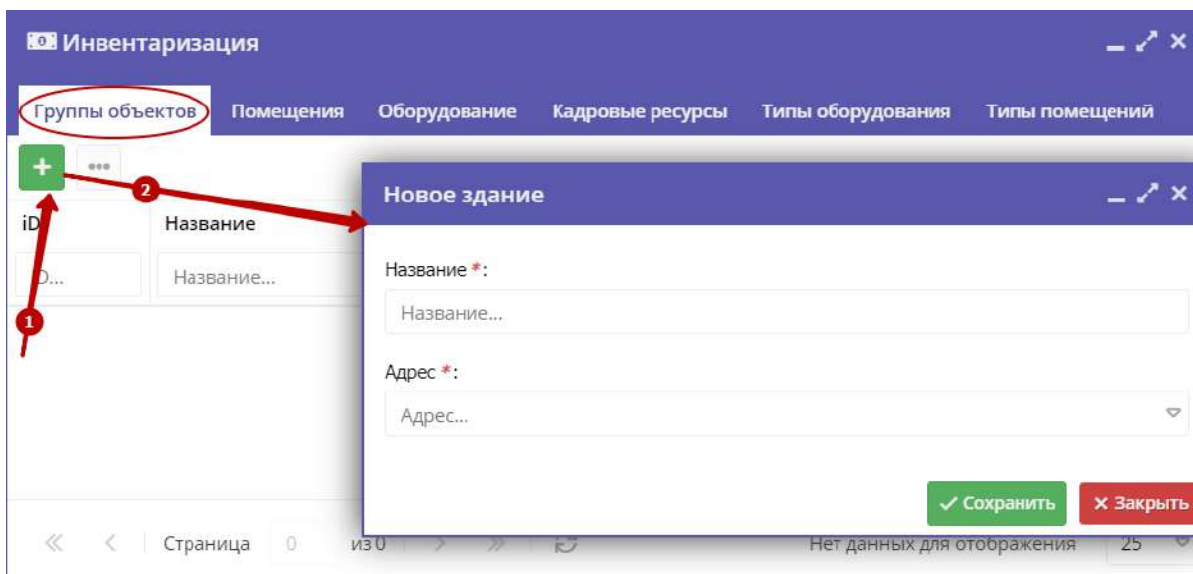 Инвентаризация
Группы объектов Помещения Оборудование Кадровые ресурсы Типы оборудования Типы помещений
+ •••
2
Новое здание
iD Название
Название *:
D... Название...
Название...
1
Адрес *:
Адрес...
Сохранить Закрыть
Страница 0 из 0 Нет данных для отображения 25